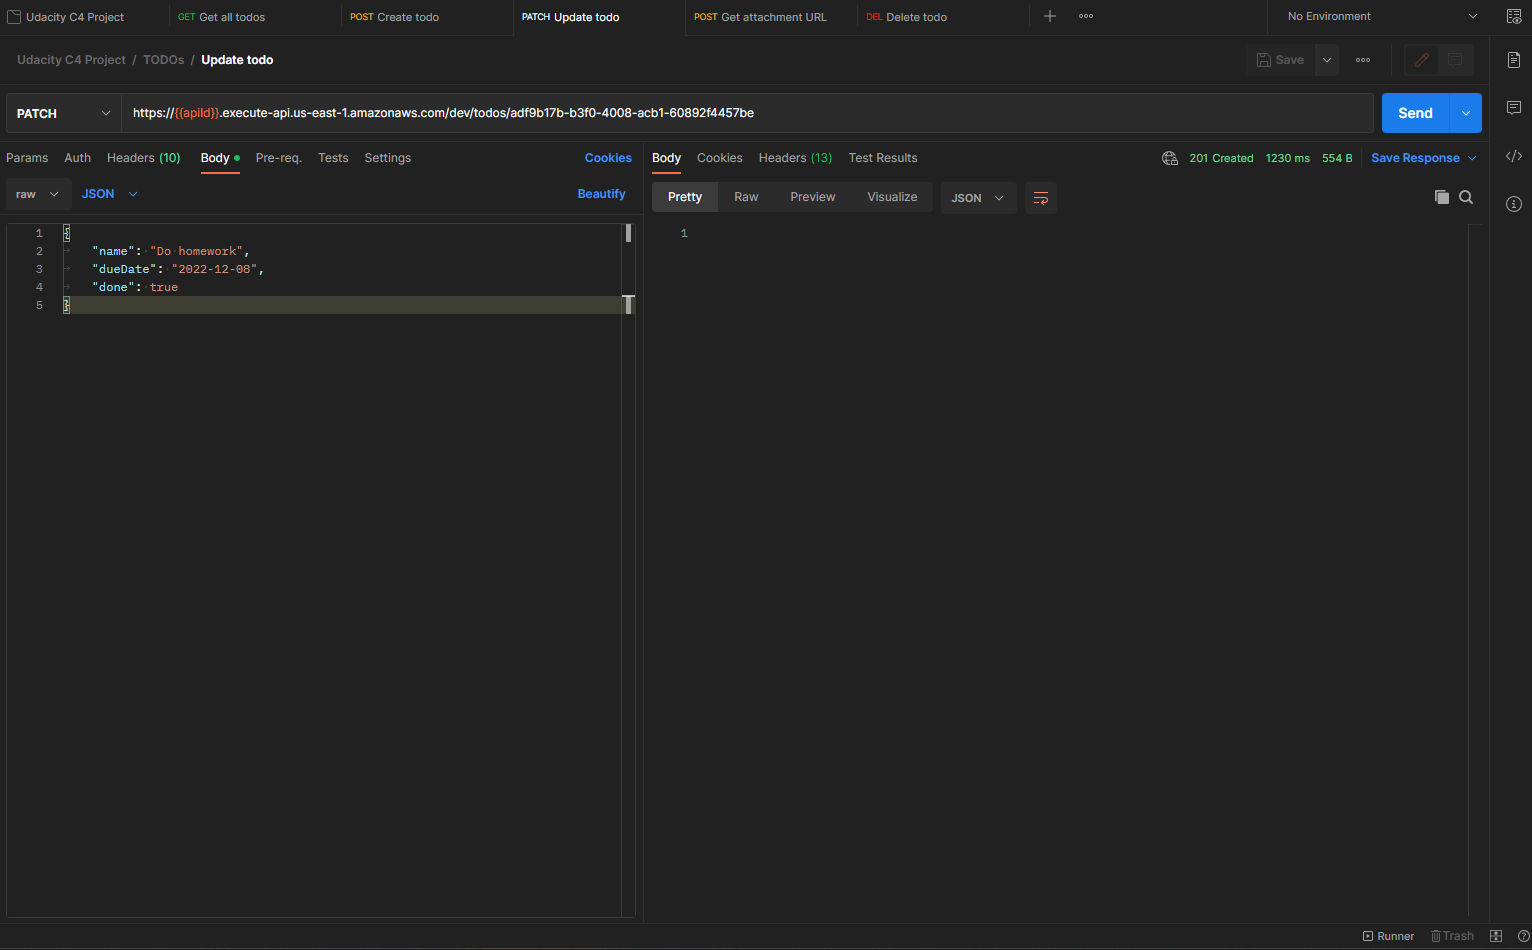 Udacity C4 Project GET Get all todos POST Create todo PATCH Update todo POST Get attachment URL DEL Delete todo No Environment
Udacity C4 Project / TODOs / Update todo Save
PATCH https://{{apiId}}.execute-api.us-east-1.amazonaws.com/dev/todos/adf9b17b-b3f0-4008-acb1-60892f4457be Send
Params Auth Headers (10) Body Pre-req. Tests Settings Cookies
Body Cookies Headers (13) Test Results 201 Created 1230 ms 554 B Save Response
raw JSON Beautify
Pretty Raw Preview Visualize JSON
1 {
2 "name": "Do homework",
3 "dueDate": "2022-12-08",
4 "done": true
5 }
1
Runner Trash